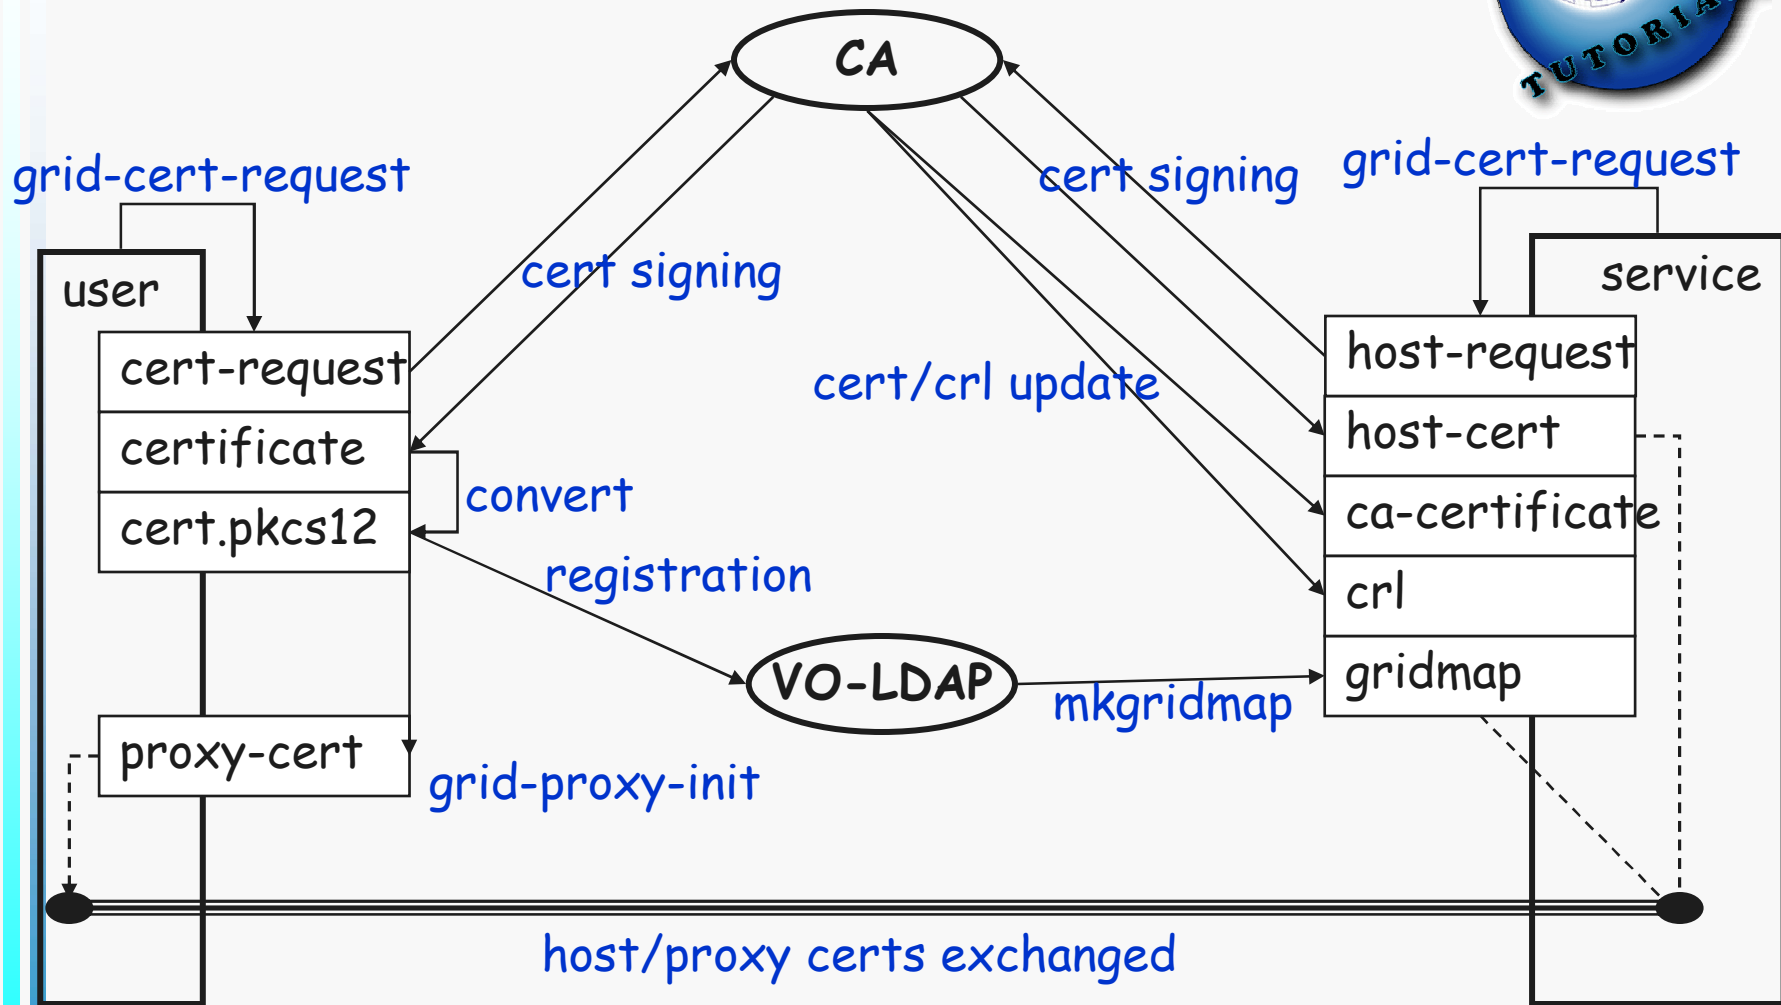 CA
TUTORIA
grid-cert-request
cert signing
grid-cert-request
user
cert signing
service
cert-request
host-request
cert/crl update
certificate
host-cert
convert
cert.pkcs12
ca-certificate
registration
crl
VO-LDAP
mkgridmap
gridmap
proxy-cert
grid-proxy-init
host/proxy certs exchanged